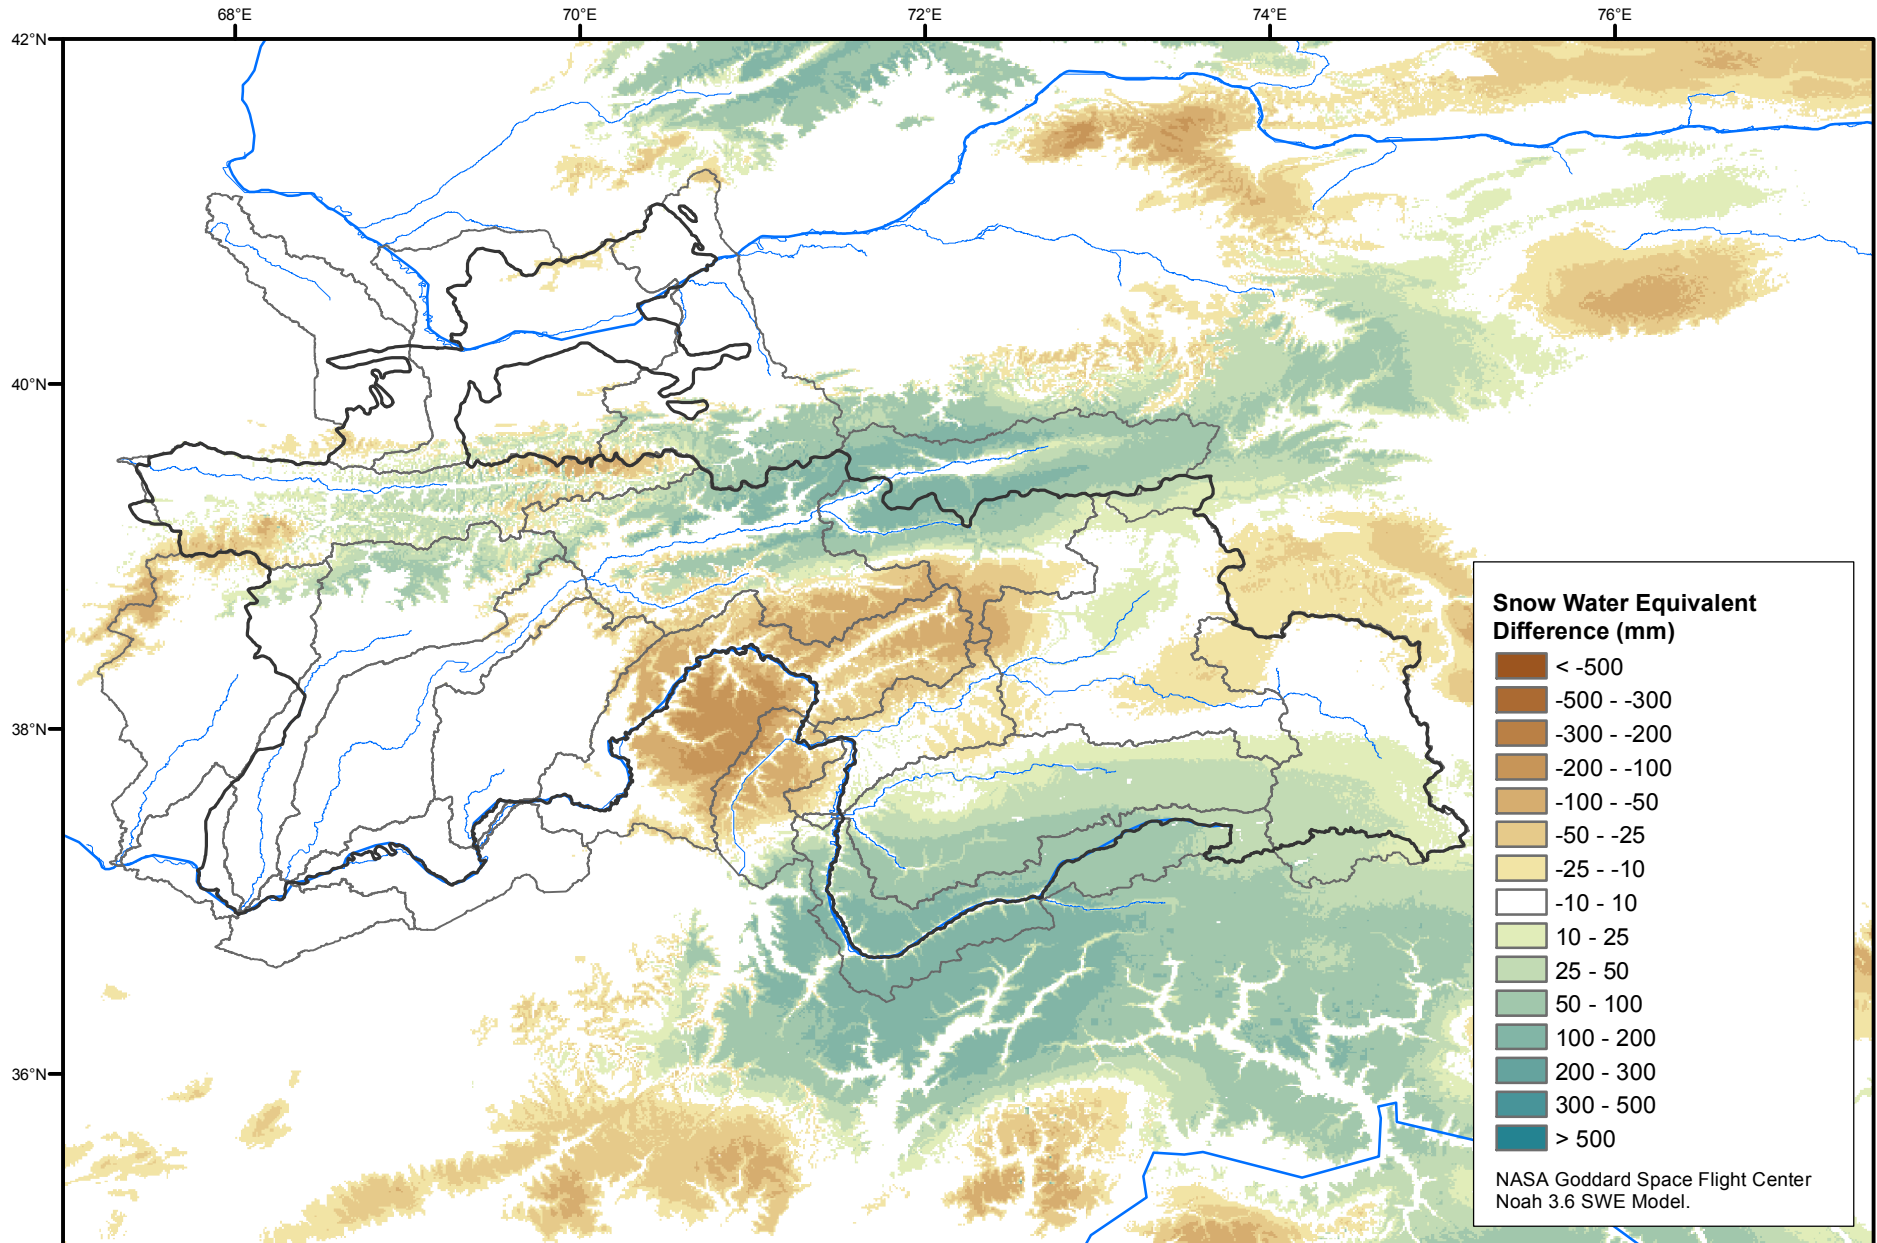 68°E 70°E 72°E 74°E 76°E
42°N
40°N
38°N
36°N
Snow Water Equivalent
Difference (mm)
< -500
-500 - -300
-300 - -200
-200 - -100
-100 - -50
-50 - -25
-25 - -10
-10 - 10
10 - 25
25 - 50
50 - 100
100 - 200
200 - 300
300 - 500
> 500
NASA Goddard Space Flight Center
Noah 3.6 SWE Model.